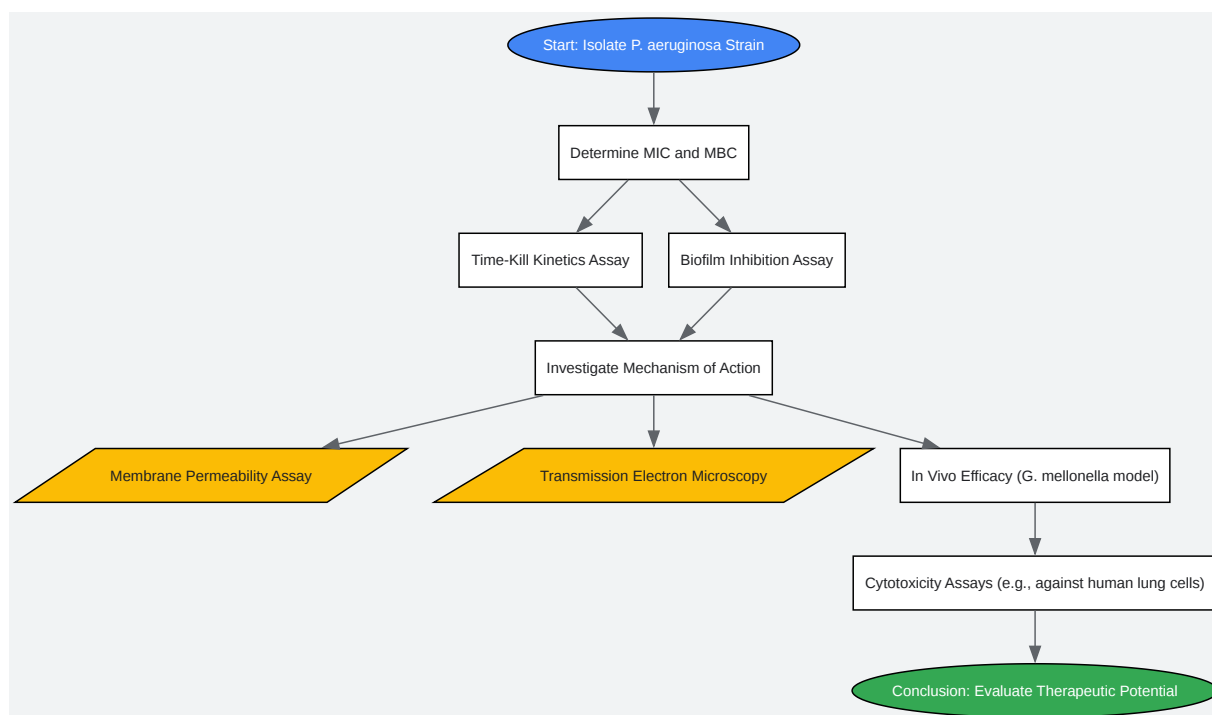 Start: Isolate P. aeruginosa Strain
Determine MIC and MBC
Time-Kill Kinetics Assay
Biofilm Inhibition Assay
Investigate Mechanism of Action
Membrane Permeability Assay
Transmission Electron Microscopy
In Vivo Efficacy (G. mellonella model)
Cytotoxicity Assays (e.g., against human lung cells)
Conclusion: Evaluate Therapeutic Potential